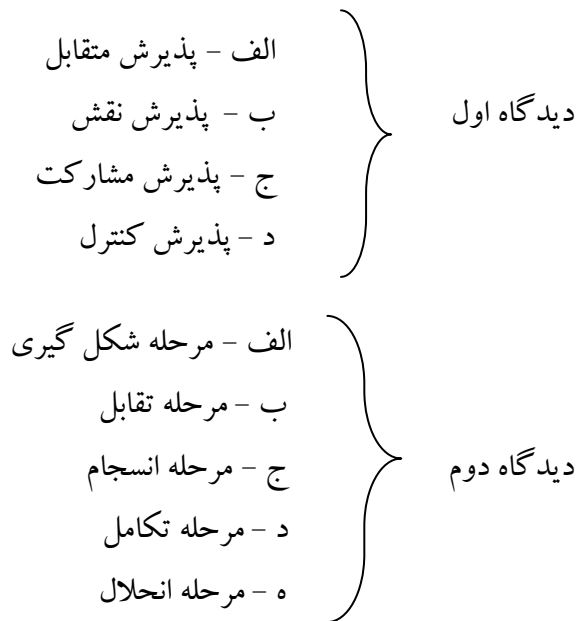 دیدگاه اول
الف – پذیرش متقابل
ب – پذیرش نقش
ج – پذیرش مشارکت
د – پذیرش کنترل
دیدگاه دوم
الف – مرحله شکل گیری
ب – مرحله تقابل
ج – مرحله انسجام
د – مرحله تکامل
ه – مرحله انحلال